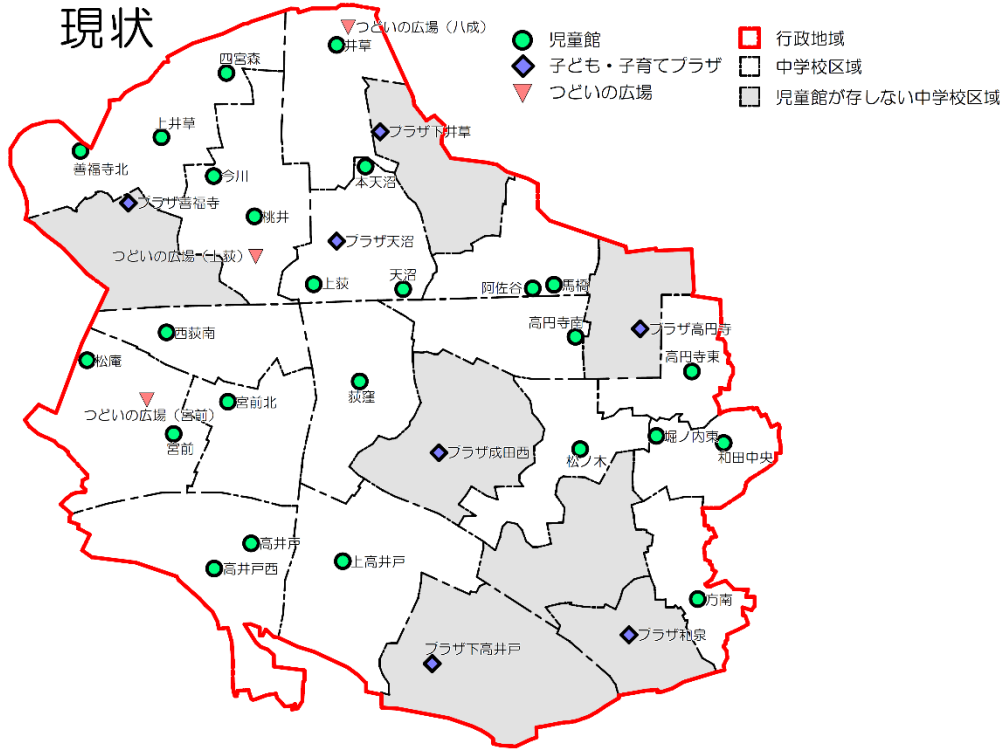 現状
つどいの広場（八成）
井草
四宮森
児童館
子ども・子育てプラザ
つどいの広場
行政地域
中学校区域
児童館が存しない中学校区域
上井草
プラザ下井草
善福寺北
今川
本天沼
プラザ善福寺
桃井
プラザ天沼
つどいの広場（上荻）
上荻
天沼
阿佐谷
馬橋
西荻南
高円寺南
プラザ高円寺
松庵
高円寺東
荻窪
宮前北
つどいの広場（宮前）
宮前
プラザ成田西
松ノ木
堀ノ内東
和田中央
高井戸
高井戸西
上高井戸
方南
プラザ和泉
プラザ下高井戸